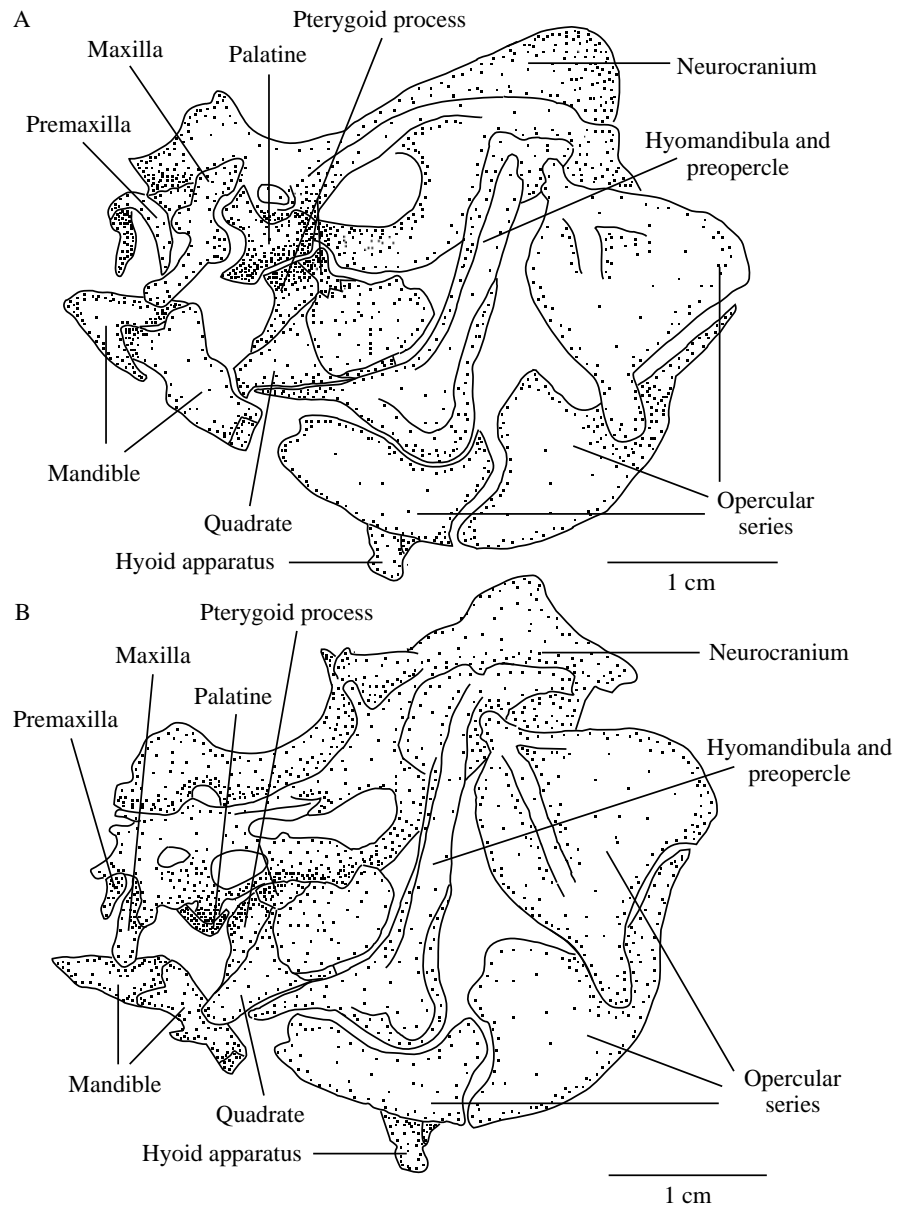 A
Pterygoid process
Maxilla
Palatine
Neurocranium
Premaxilla
Hyomandibula and
preopercle
Mandible
Quadrate
Opercular
series
Hyoid apparatus
1 cm
B
Pterygoid process
Maxilla
Neurocranium
Palatine
Premaxilla
Hyomandibula and
preopercle
Mandible
Opercular
series
Quadrate
Hyoid apparatus
1 cm